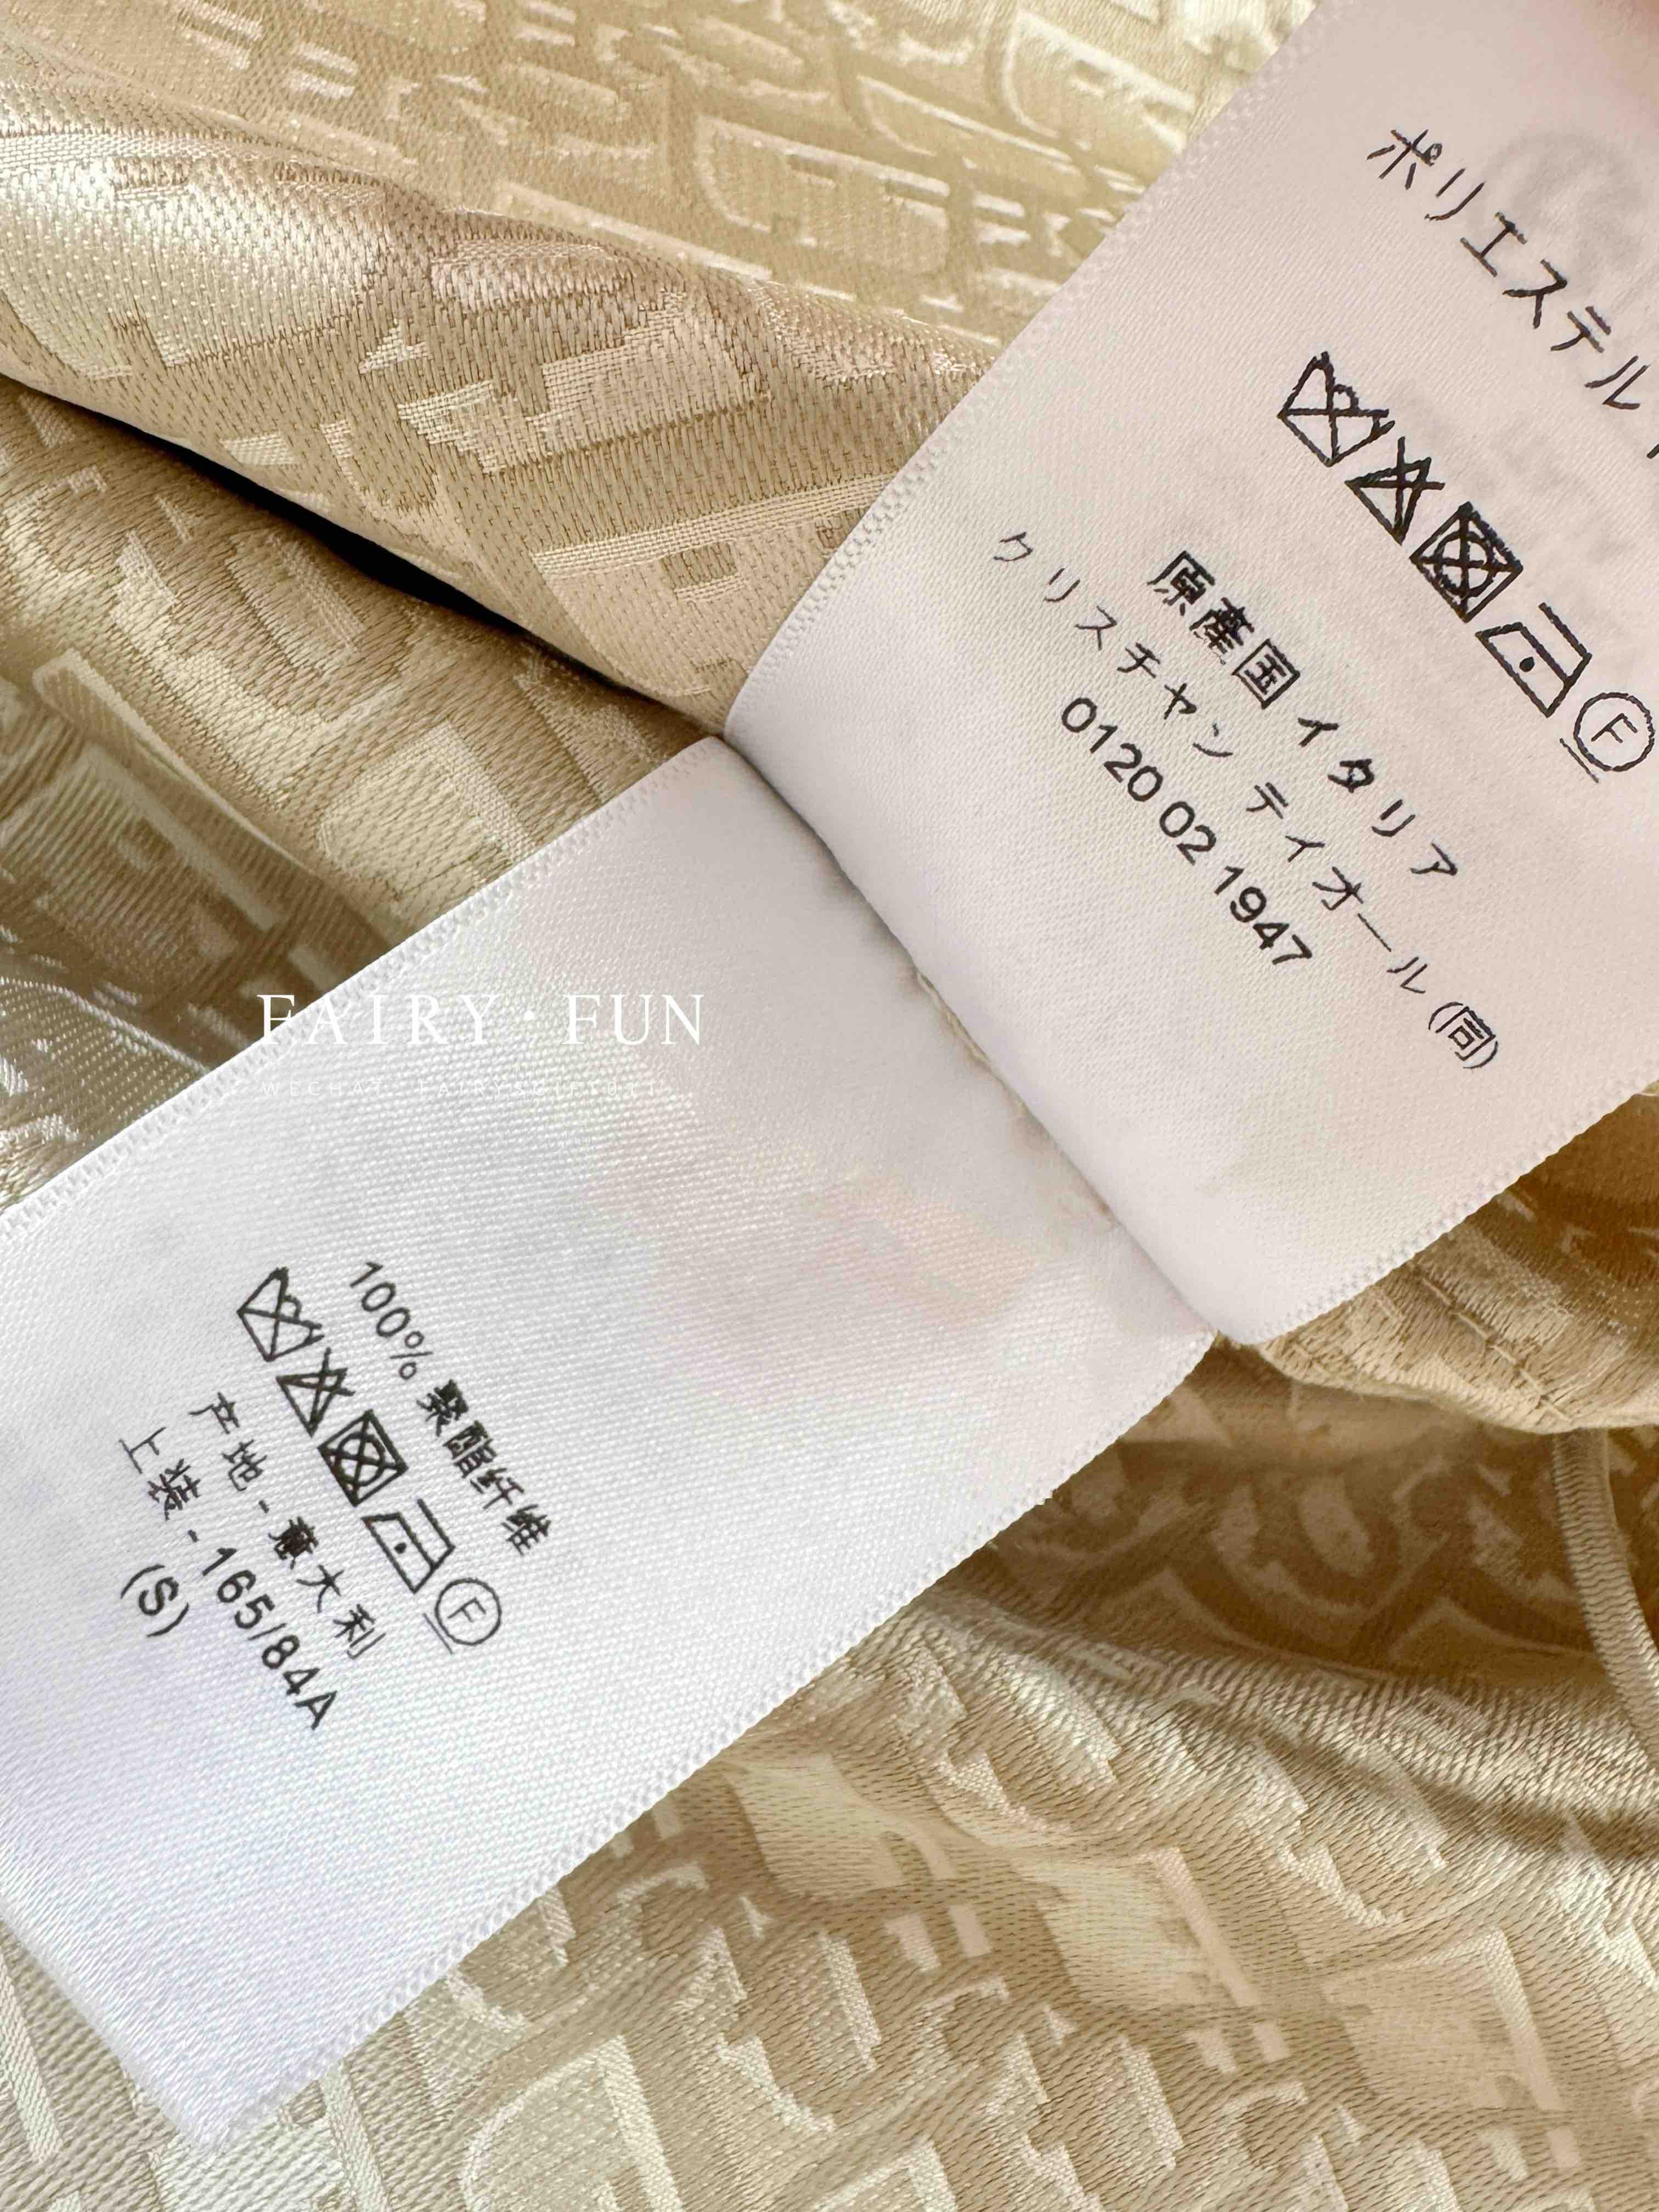 ポリエステル
F
原産国 イタリア
クリスチャン ディオール (同)
0120 02 1947
FAIRY · FUN
100% 聚酯纤维
F
产地 - 意大利
上装 - 165/84A
(S)